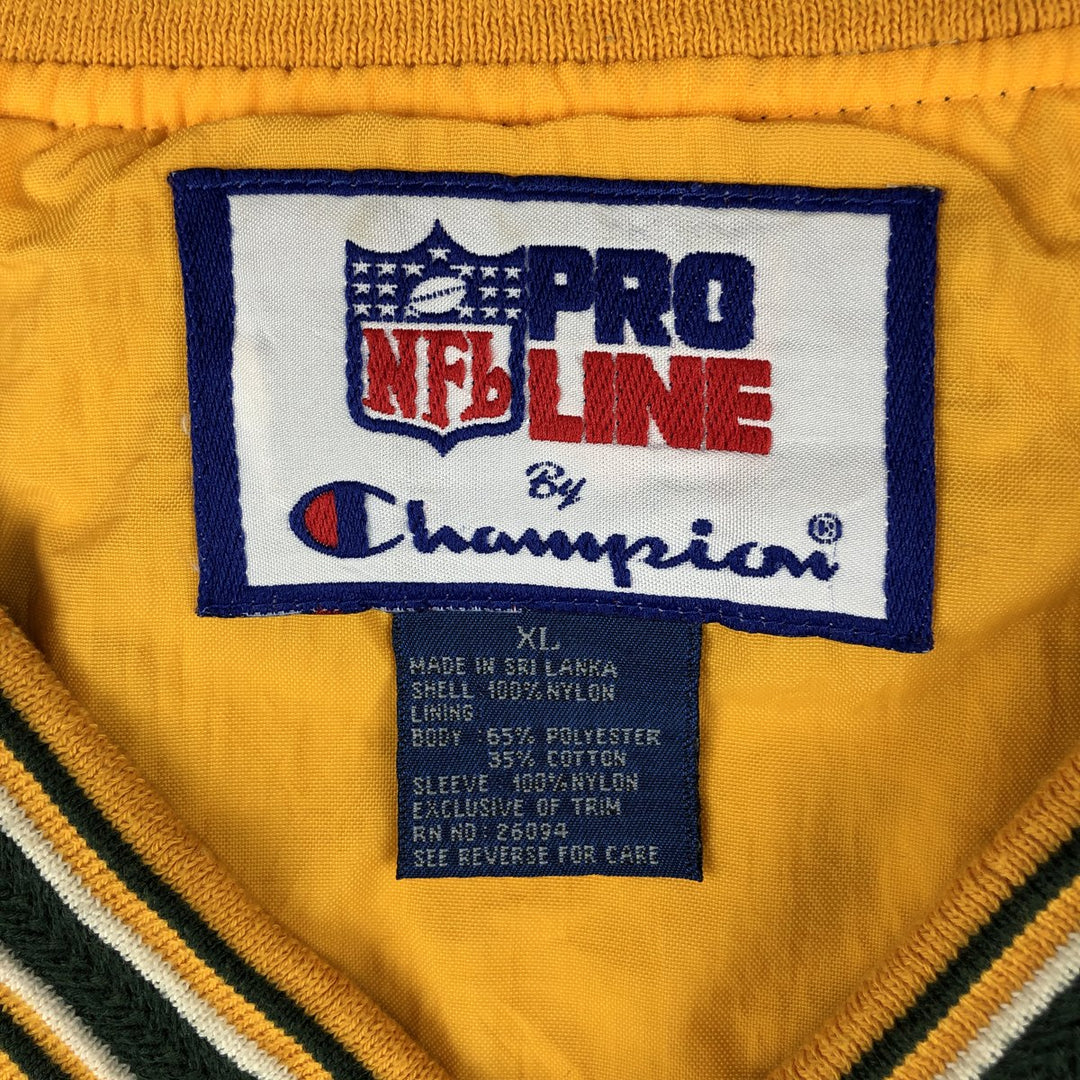 PRO
NFL LINE
By
Champion®
XL
MADE IN SRI LANKA
SHELL 100% NYLON
LINING
BODY : 65% POLYESTER
35% COTTON
SLEEVE 100% NYLON
EXCLUSIVE OF TRIM
RN NO : 26094
SEE REVERSE FOR CARE